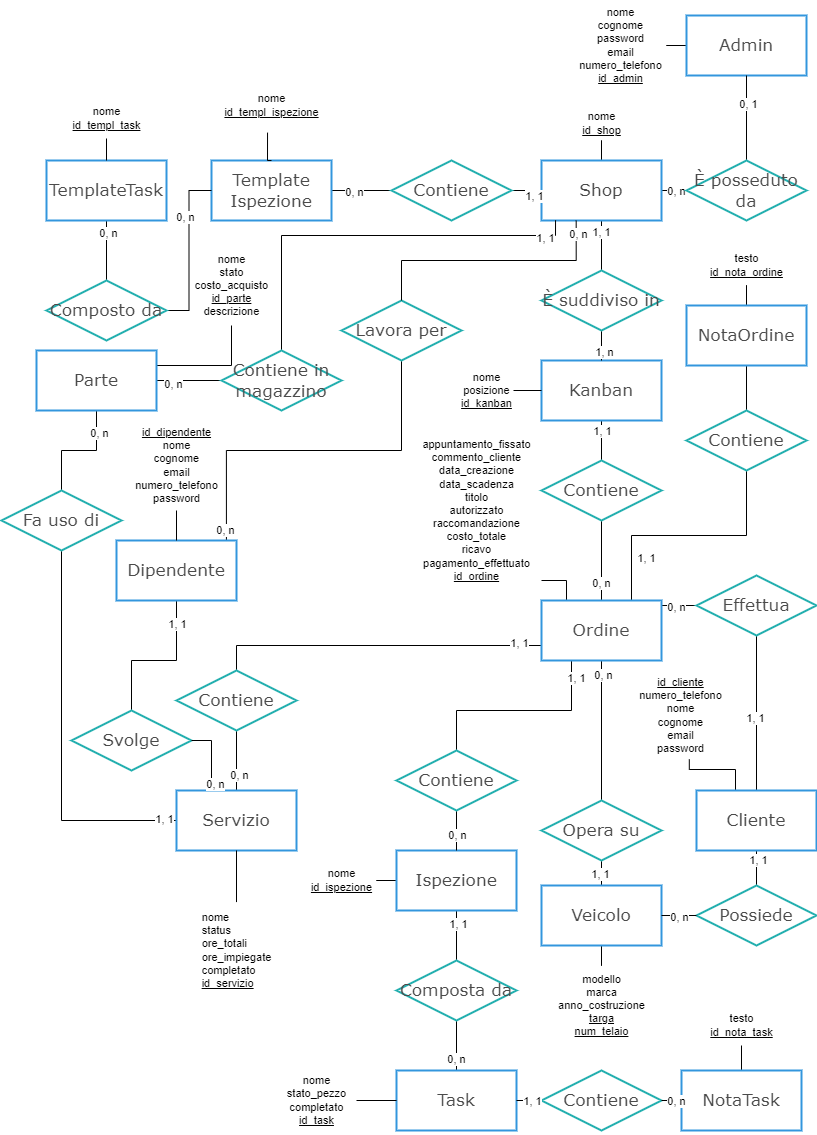 nome
cognome
password
email
numero_telefono
id_admin
Admin
0, 1
nome
id_templ_task
nome
id_templ_ispezione
nome
id_shop
TemplateTask
Template
Ispezione
0, n
Contiene
1, 1
Shop
0, n
È posseduto
da
0, n
0, n
1, 1
0, n
1, 1
nome
stato
costo_acquisto
id_parte
descrizione
testo
id_nota_ordine
Composto da
Lavora per
È suddiviso in
NotaOrdine
1, n
Parte
0, n
Contiene in
magazzino
nome
posizione
id_kanban
Kanban
0, n
id_dipendente
nome
cognome
email
numero_telefono
password
1, 1
Contiene
appuntamento_fissato
commento_cliente
data_creazione
data_scadenza
titolo
autorizzato
raccomandazione
costo_totale
ricavo
pagamento_effettuato
id_ordine
Contiene
Fa uso di
0, n
1, 1
Dipendente
0, n
Ordine
0, n
Effettua
1, 1
1, 1
1, 1
0, n
id_cliente
numero_telefono
nome
cognome
email
password
Contiene
1, 1
Svolge
0, n
0, n
Contiene
1, 1
Servizio
0, n
Opera su
Cliente
1, 1
1, 1
nome
id_ispezione
Ispezione
Veicolo
0, n
Possiede
nome
status
ore_totali
ore_impiegate
completato
id_servizio
1, 1
modello
marca
anno_costruzione
targa
num_telaio
Composta da
testo
id_nota_task
0, n
nome
stato_pezzo
completato
id_task
Task
1, 1
Contiene
0, n
NotaTask